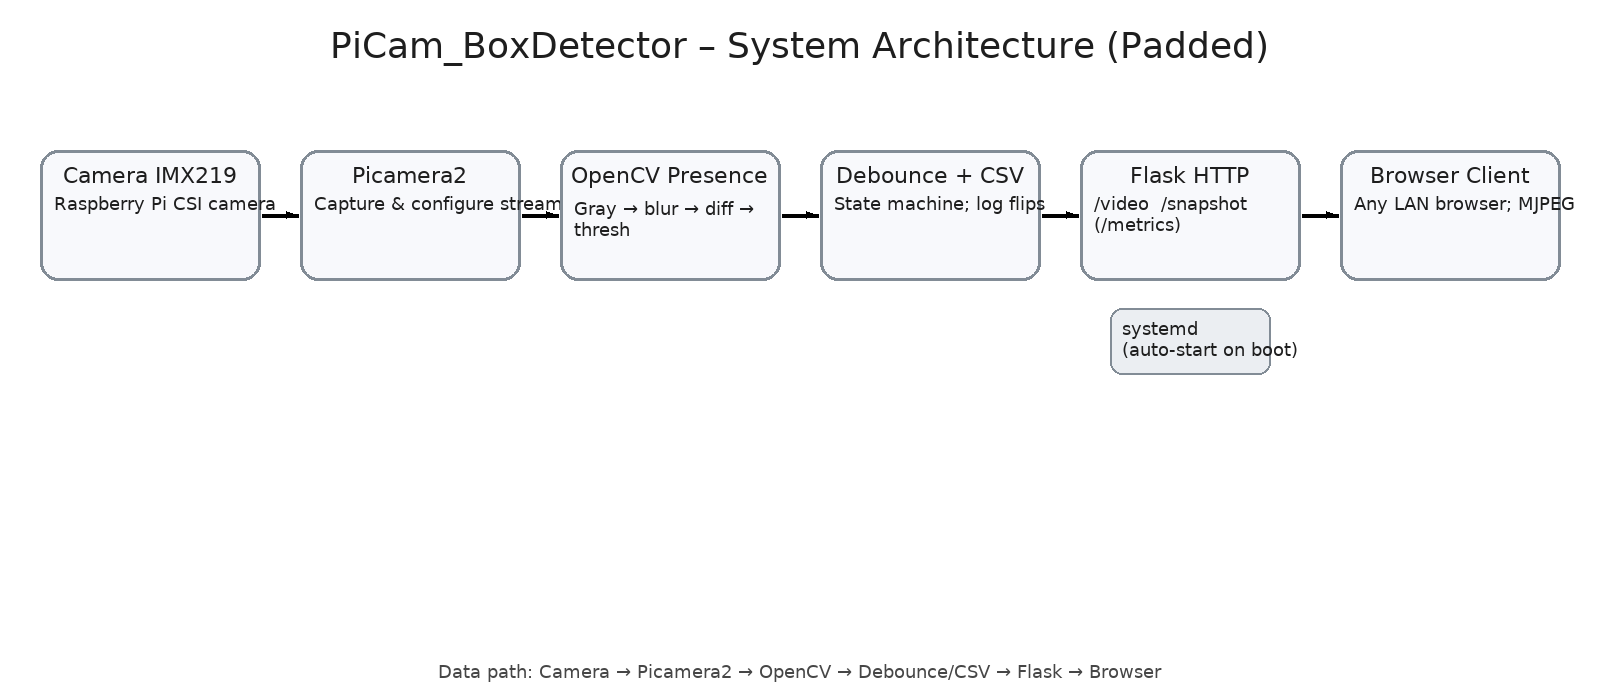 PiCam_BoxDetector – System Architecture (Padded)
Camera IMX219
Raspberry Pi CSI camera
Picamera2
Capture & configure stream
OpenCV Presence
Gray → blur → diff →
thresh
Debounce + CSV
State machine; log flips
Flask HTTP
/video  /snapshot
(/metrics)
Browser Client
Any LAN browser; MJPEG
systemd
(auto-start on boot)
Data path: Camera → Picamera2 → OpenCV → Debounce/CSV → Flask → Browser